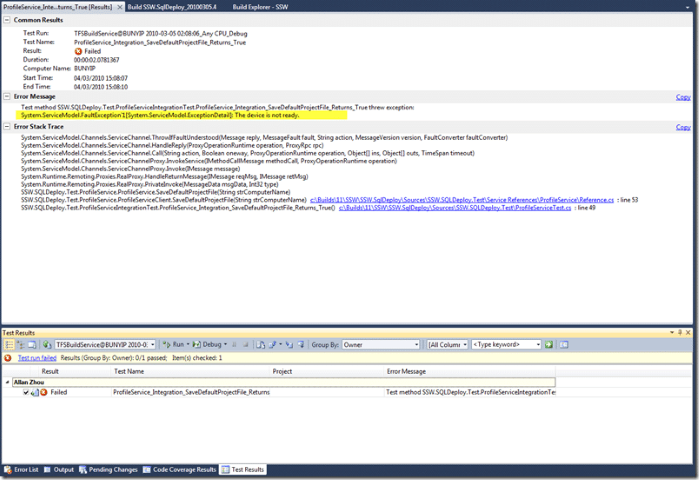 ProfileService_Inte...turns_True [Results]
Build SSW.SqlDeploy_20100305.4
Build Explorer - SSW
Common Results
Test Run: TFSBuildService@BUNYIP 2010-03-05 02:08:06_Any CPU_Debug
Test Name: ProfileService_Integration_SaveDefaultProjectFile_Returns_True
Result: Failed
Duration: 00:00:02.0781367
Computer Name: BUNYIP
Start Time: 04/03/2010 15:08:07
End Time: 04/03/2010 15:08:10
Error Message Copy
Test method SSW.SQLDeploy.Test.ProfileServiceIntegrationTest.ProfileService_Integration_SaveDefaultProjectFile_Returns_True threw exception:
System.ServiceModel.FaultException`1[System.ServiceModel.ExceptionDetail]: The device is not ready.
Error Stack Trace Copy
System.ServiceModel.Channels.ServiceChannel.ThrowIfFaultUnderstood(Message reply, MessageFault fault, String action, MessageVersion version, FaultConverter faultConverter)
System.ServiceModel.Channels.ServiceChannel.HandleReply(ProxyOperationRuntime operation, ProxyRpc rpc)
System.ServiceModel.Channels.ServiceChannel.Call(String action, Boolean oneway, ProxyOperationRuntime operation, Object[] ins, Object[] outs, TimeSpan timeout)
System.ServiceModel.Channels.ServiceChannelProxy.InvokeService(IMethodCallMessage methodCall, ProxyOperationRuntime operation)
System.ServiceModel.Channels.ServiceChannelProxy.Invoke(IMessage message)
System.Runtime.Remoting.Proxies.RealProxy.HandleReturnMessage(IMessage reqMsg, IMessage retMsg)
System.Runtime.Remoting.Proxies.RealProxy.PrivateInvoke(MessageData msgData, Int32 type)
SSW.SQLDeploy.Test.ProfileService.ProfileService.SaveDefaultProjectFile(String strComputerName)
SSW.SQLDeploy.Test.ProfileService.ProfileServiceClient.SaveDefaultProjectFile(String strComputerName) c:\Builds\11\SSW\SSW.SqlDeploy\Sources\SSW.SQLDeploy.Test\Service References\ProfileService\Reference.cs : line 53
SSW.SQLDeploy.Test.ProfileServiceIntegrationTest.ProfileService_Integration_SaveDefaultProjectFile_Returns_True() c:\Builds\11\SSW\SSW.SqlDeploy\Sources\SSW.SQLDeploy.Test\ProfileServiceTest.cs : line 49
Test Results
TFSBuildService@BUNYIP 2010-0 Run Debug Group By: Owner [All Column <Type keyword>
Test run failed Results (Group By: Owner): 0/1 passed; Item(s) checked: 1
Result Test Name Project Error Message
Allan Zhou
Failed ProfileService_Integration_SaveDefaultProjectFile_Returns Test method SSW.SQLDeploy.Test.ProfileServiceIntegrationTe
Error List Output Pending Changes Code Coverage Results Test Results